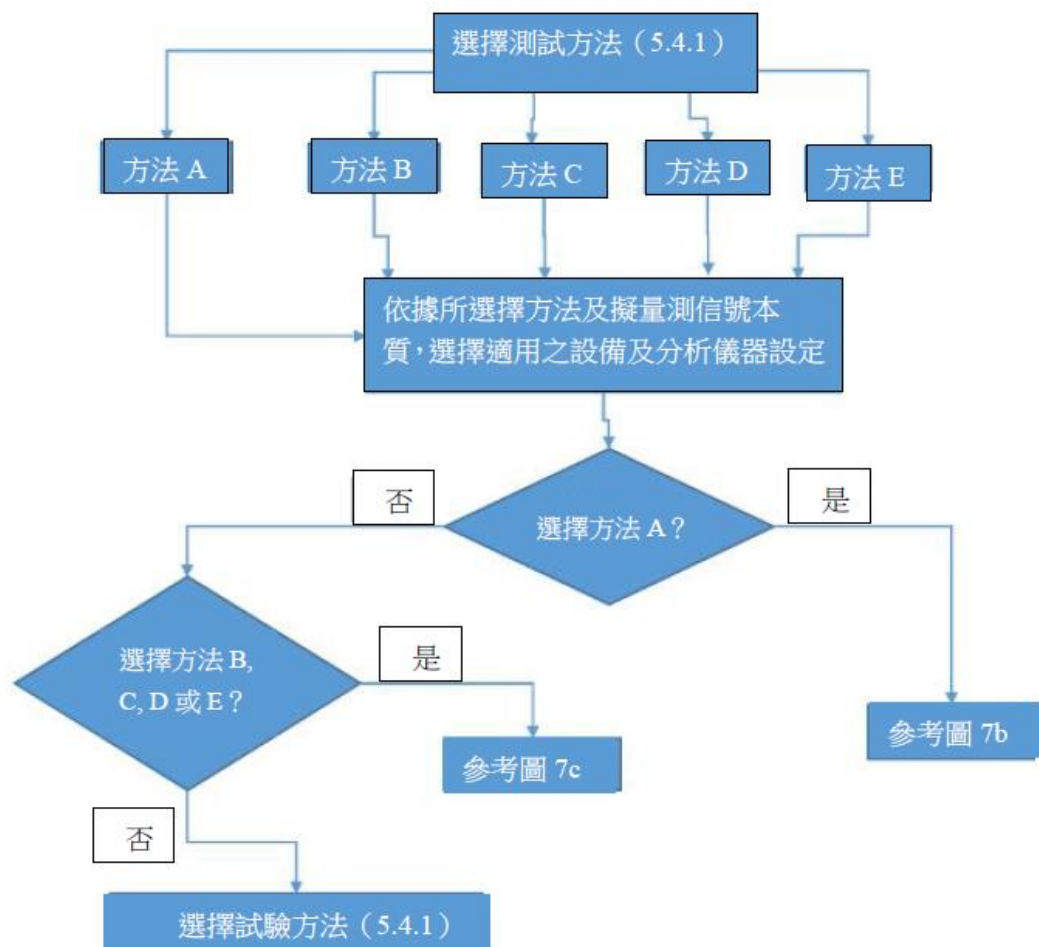 選擇測試方法（5.4.1）
方法 A
方法 B
方法 C
方法 D
方法 E
依據所選擇方法及擬量測信號本
質，選擇適用之設備及分析儀器設定
否
是
選擇方法 A？
選擇方法 B,
C, D 或 E？
是
參考圖 7b
參考圖 7c
否
選擇試驗方法（5.4.1）